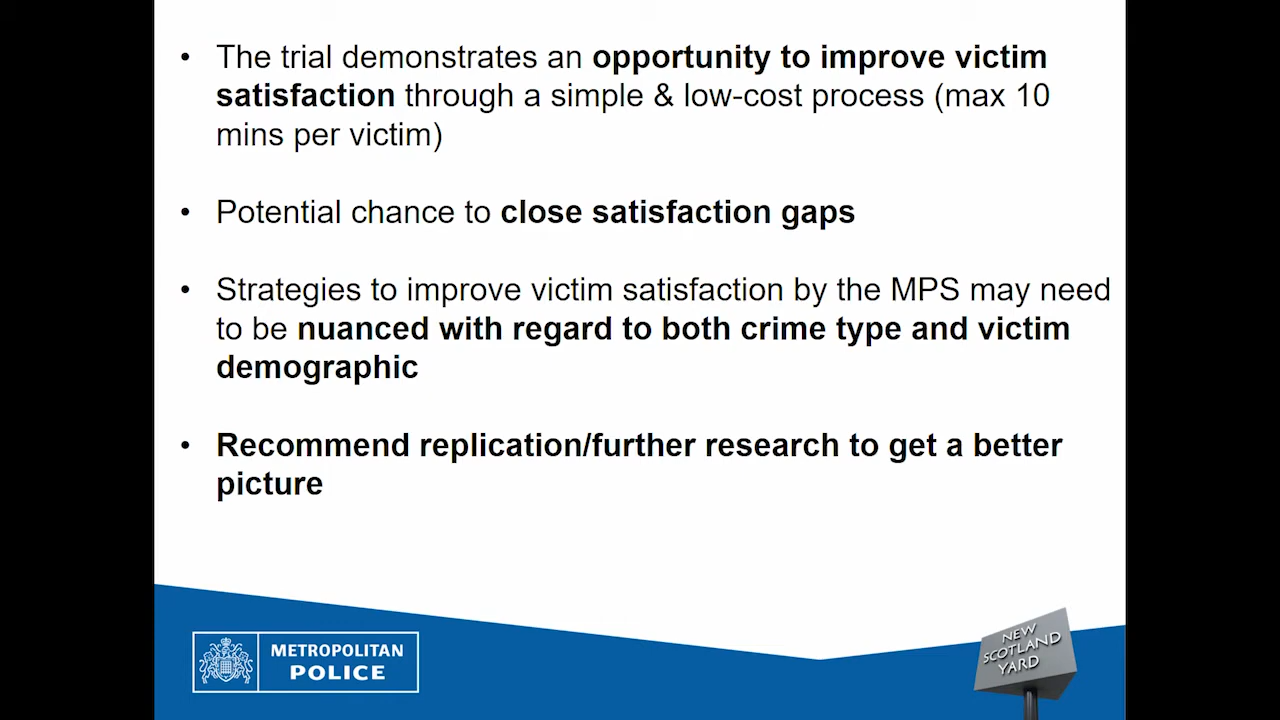 • The trial demonstrates an opportunity to improve victim
satisfaction through a simple & low-cost process (max 10
mins per victim)
• Potential chance to close satisfaction gaps
• Strategies to improve victim satisfaction by the MPS may need
to be nuanced with regard to both crime type and victim
demographic
• Recommend replication/further research to get a better
picture
METROPOLITAN
POLICE
NEW
SCOTLAND
YARD